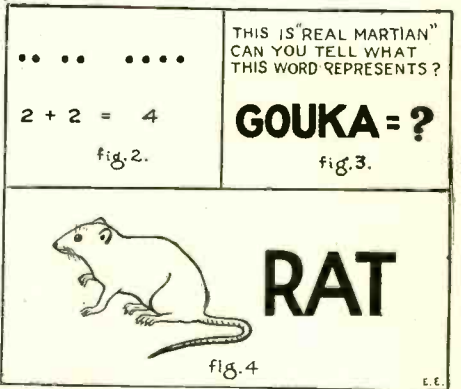 2 + 2 = 4
fig.2.
THIS IS "REAL MARTIAN"
CAN YOU TELL WHAT
THIS WORD REPRESENTS?
GOUKA = ?
fig.3.
RAT
fig.4
E.E.